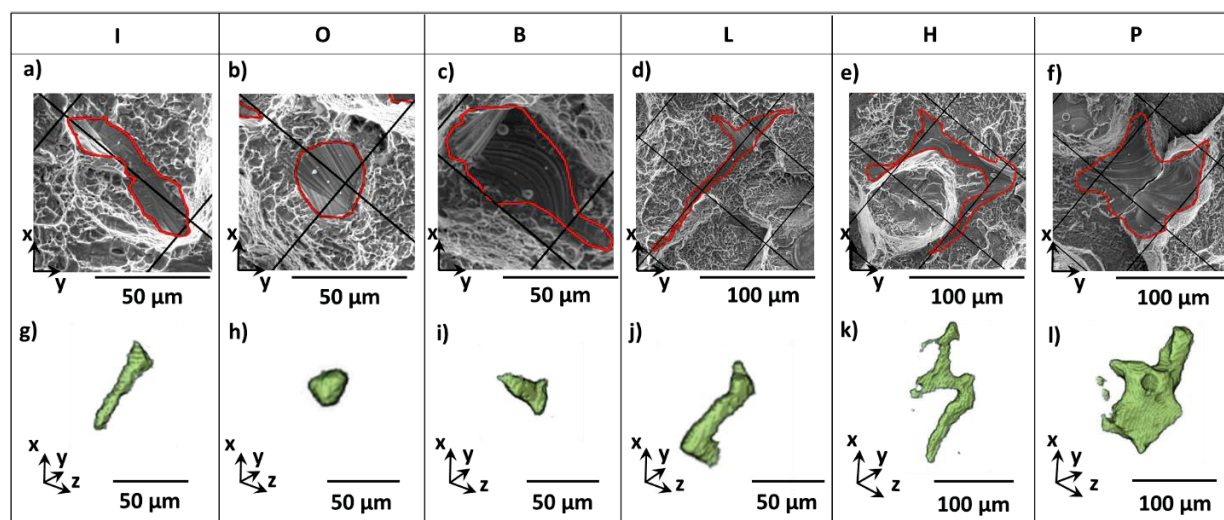 I O B L H P
a) b) c) d) e) f)
x x x x x x
y y y y y y
50 µm 50 µm 50 µm 100 µm 100 µm 100 µm
g) h) i) j) k) l)
x y z x y z x y z x y z x y z x y z
50 µm 50 µm 50 µm 50 µm 100 µm 100 µm